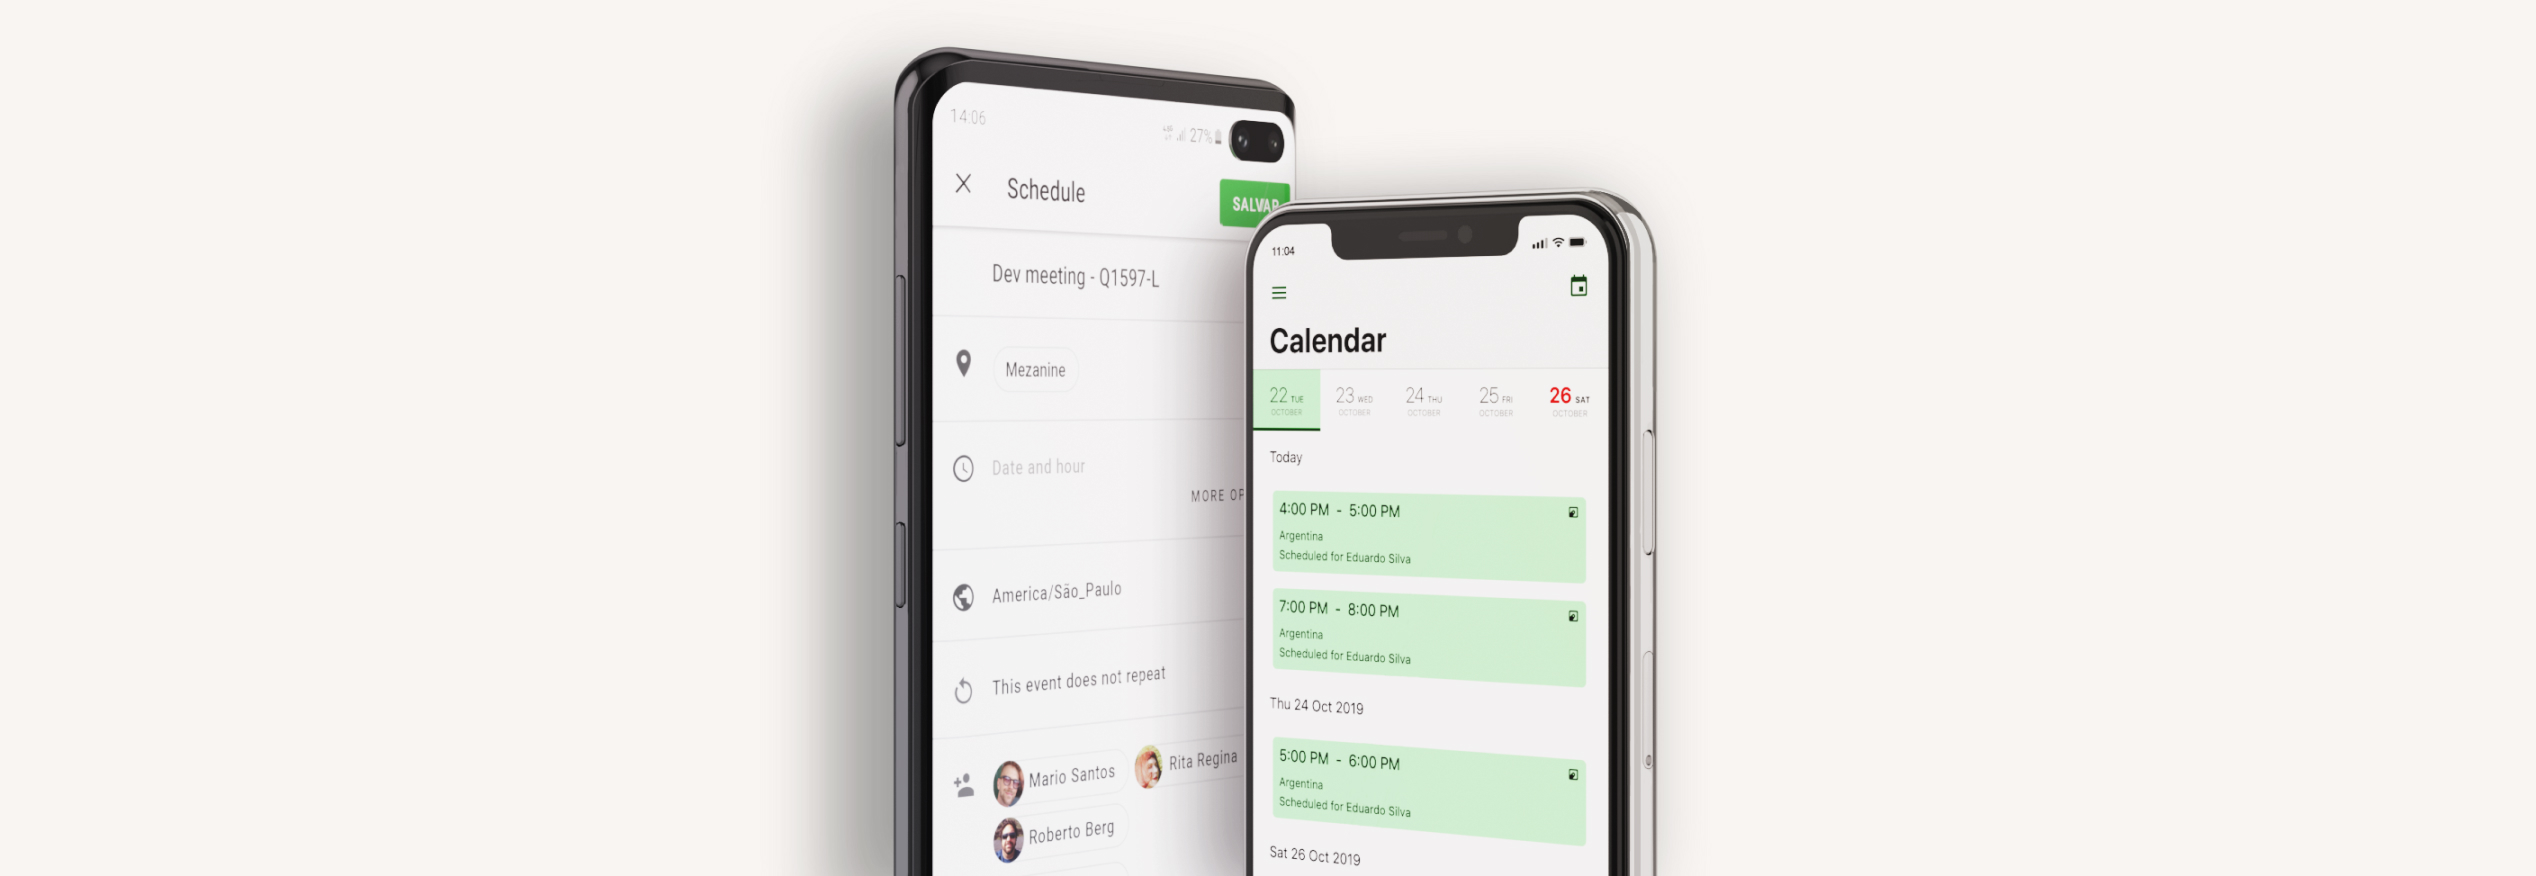 14:06
27%
Schedule
SALVAR
Dev meeting - Q1597-L
Mezanine
Date and hour
MORE OP
America/São_Paulo
This event does not repeat
Mario Santos
Rita Regina
Roberto Berg
11:04
Calendar
22 TUE 23 WED 24 THU 25 FRI 26 SAT
OCTOBER OCTOBER OCTOBER OCTOBER OCTOBER
Today
4:00 PM - 5:00 PM
Argentina
Scheduled for Eduardo Silva
7:00 PM - 8:00 PM
Argentina
Scheduled for Eduardo Silva
Thu 24 Oct 2019
5:00 PM - 6:00 PM
Argentina
Scheduled for Eduardo Silva
Sat 26 Oct 2019